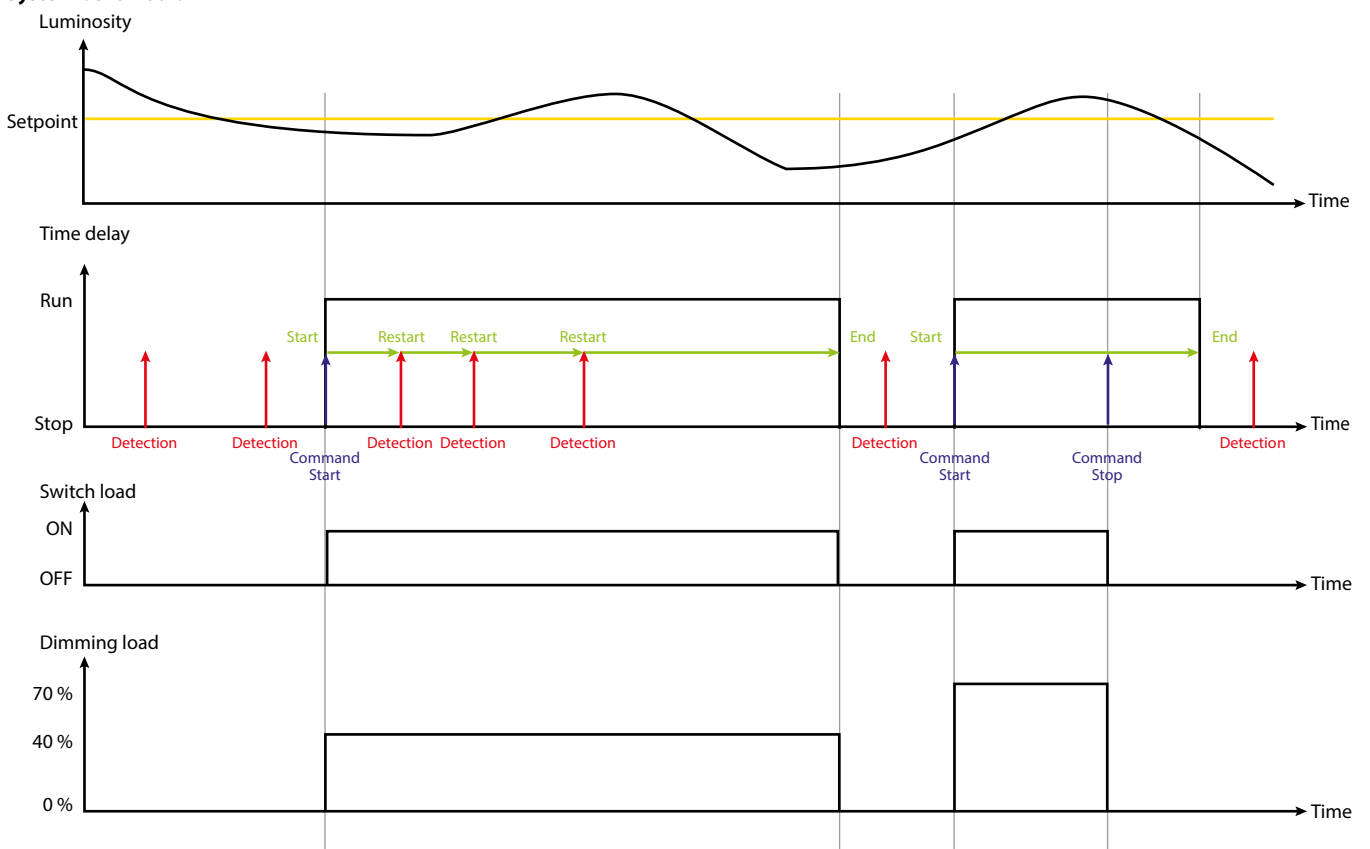 Luminosity
Setpoint
Time
Time delay
Run
Start Restart Restart Restart End Start End
Stop
Time
Detection Detection Detection Detection Detection Detection Detection
Command Start
Command Start
Command Stop
Switch load
ON
OFF
Time
Dimming load
70 %
40 %
0 %
Time